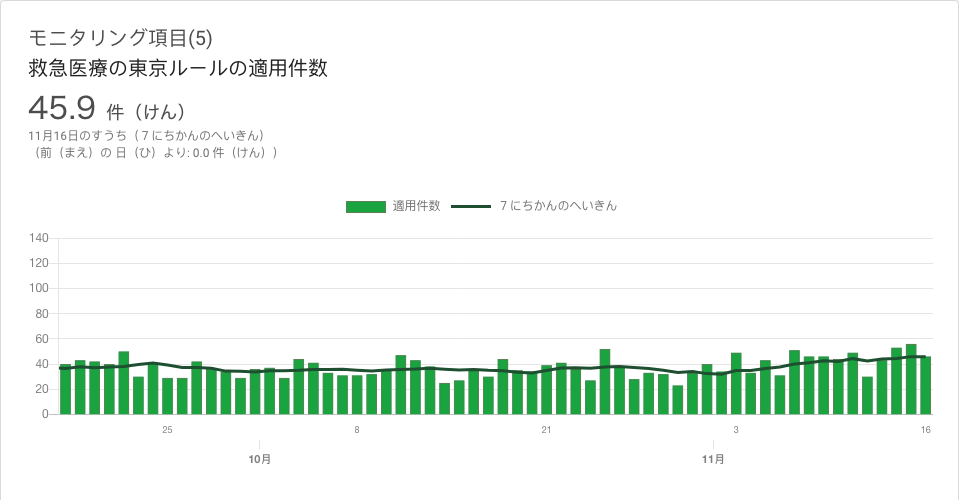 モニタリング項目(5)
救急医療の東京ルールの適用件数
45.9 件（けん）
11月16日のすうち（７にちかんのへいきん）
（前（まえ）の 日（ひ）より: 0.0 件（けん））
適用件数 ７にちかんのへいきん
140
120
100
80
60
40
20
0
25 8 21 3 16
10月 11月